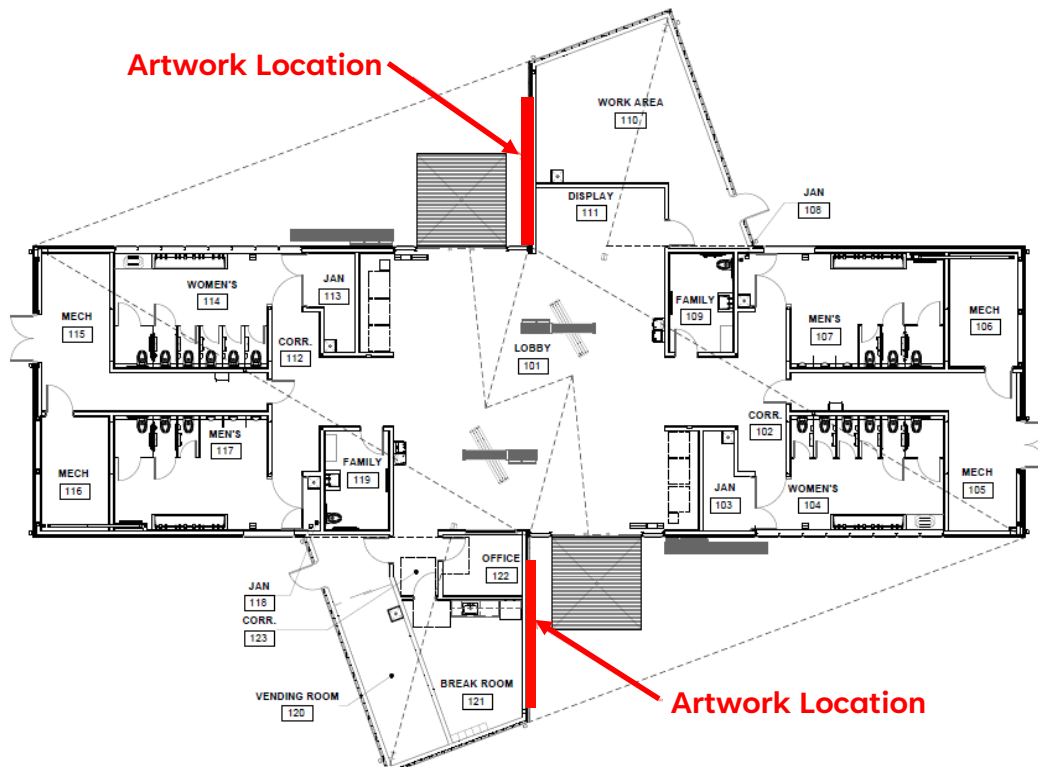 Artwork Location
WORK AREA
110
DISPLAY
111
JAN
108
WOMEN'S
114
JAN
113
MECH
115
CORR.
112
LOBBY
101
FAMILY
109
MEN'S
107
MECH
106
MEN'S
117
MECH
116
FAMILY
119
CORR.
102
JAN
103
WOMEN'S
104
MECH
105
OFFICE
122
JAN
118
CORR.
123
VENDING ROOM
120
BREAK ROOM
121
Artwork Location